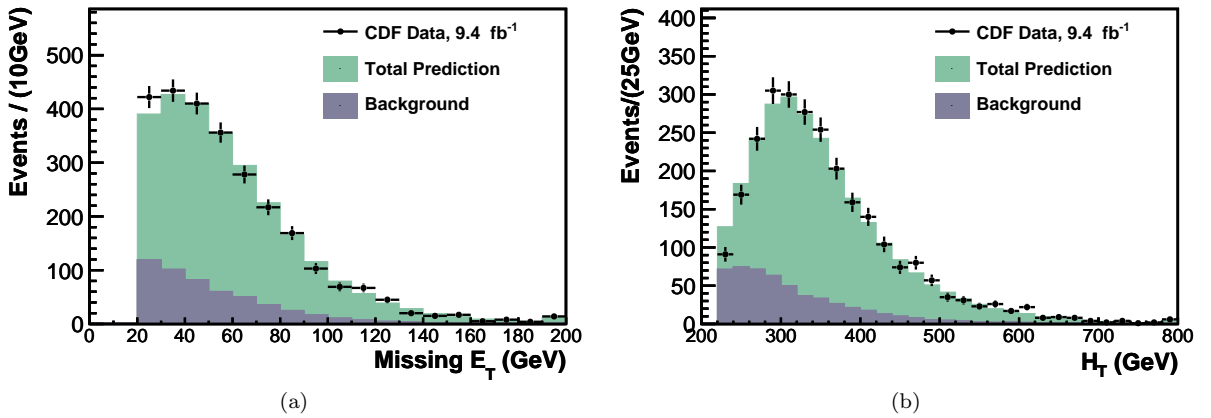 Events / (10GeV)
500
400
300
200
100
0
CDF Data, 9.4 fb-1
Total Prediction
Background
0 20 40 60 80 100 120 140 160 180 200
Missing ET (GeV)
(a)
Events/(25GeV)
400
350
300
250
200
150
100
50
0
CDF Data, 9.4 fb-1
Total Prediction
Background
200 300 400 500 600 700 800
HT (GeV)
(b)